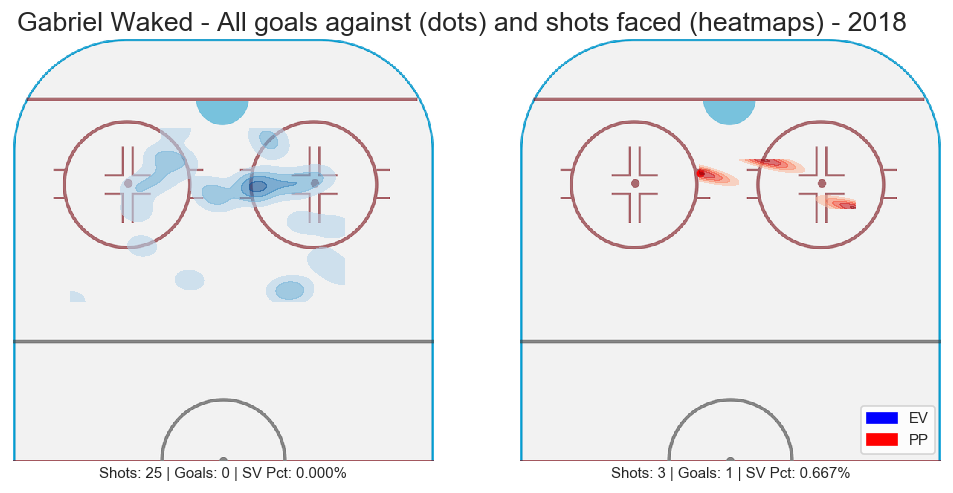 Gabriel Waked - All goals against (dots) and shots faced (heatmaps) - 2018
EV
PP
Shots: 25 | Goals: 0 | SV Pct: 0.000%
Shots: 3 | Goals: 1 | SV Pct: 0.667%